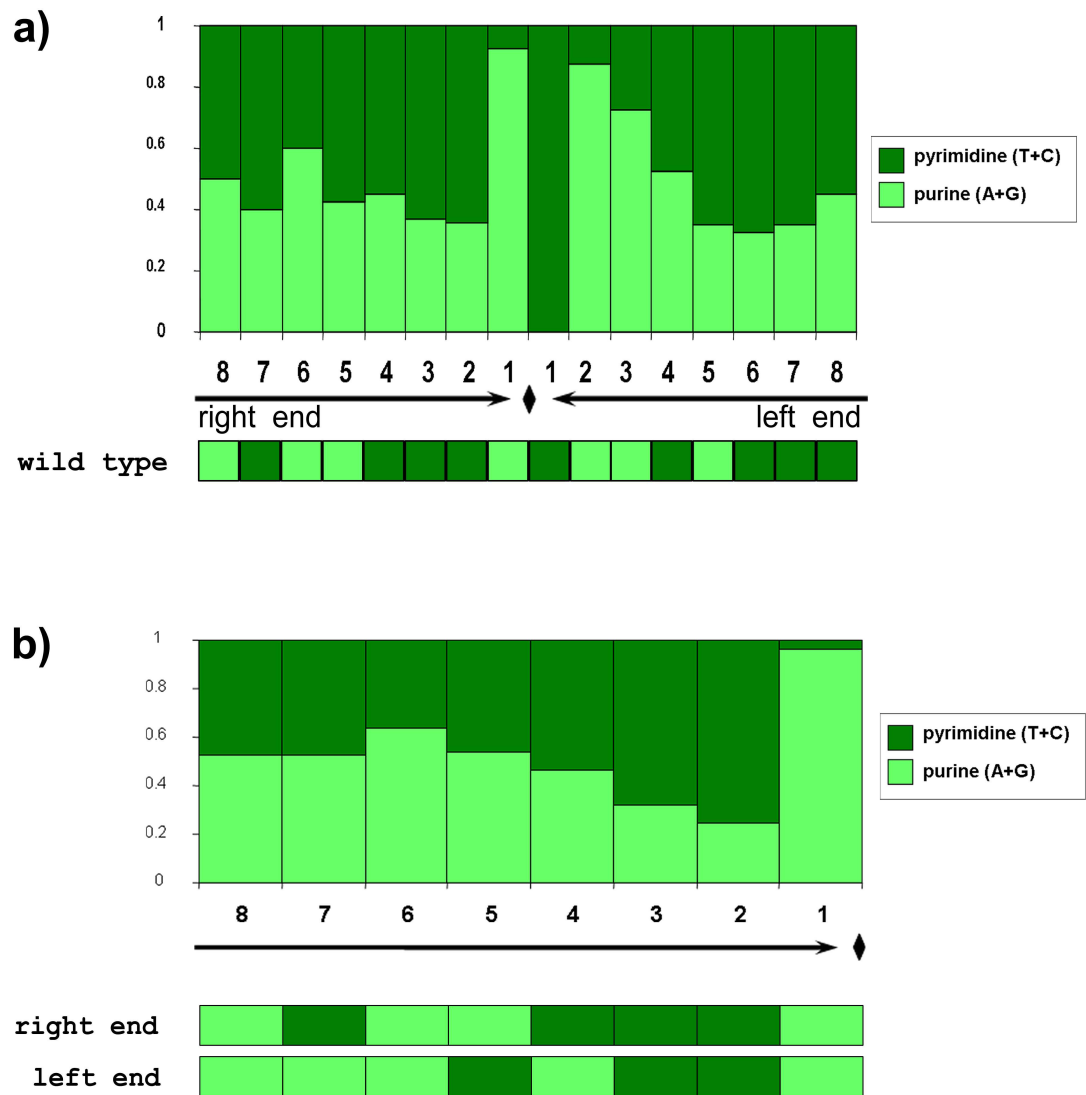 a)
1
0.8
0.6
0.4
0.2
0
pyrimidine (T+C)
purine (A+G)
8 7 6 5 4 3 2 1 1 2 3 4 5 6 7 8
right end left end
wild type
b)
1
0.8
0.6
0.4
0.2
0
pyrimidine (T+C)
purine (A+G)
8 7 6 5 4 3 2 1
right end
left end